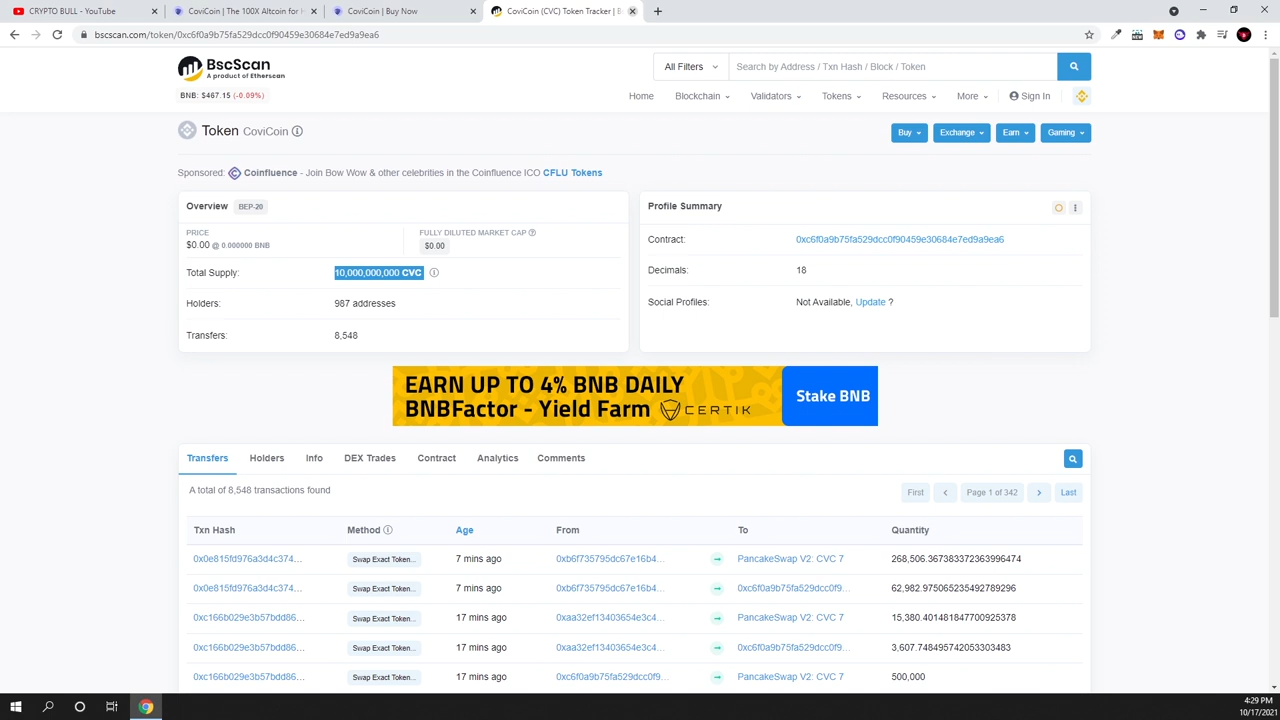 CRYPTO BULL - YouTube
CoviCoin | The 100X Altcoin for H
CoviCoin | Buy Now
CoviCoin (CVC) Token Tracker | B
bscscan.com/token/0xc6f0a9b75fa529dcc0f90459e30684e7ed9a9ea6
BscScan
A product of Etherscan
All Filters
Search by Address / Txn Hash / Block / Token
BNB: $467.15 (-0.09%)
Home Blockchain Validators Tokens Resources More Sign In
Token CoviCoin
Buy Exchange Earn Gaming
Sponsored: Coinfluence - Join Bow Wow & other celebrities in the Coinfluence ICO CFLU Tokens
Overview BEP-20
PRICE
$0.00 @ 0.000000 BNB
FULLY DILUTED MARKET CAP
$0.00
Total Supply: 10,000,000,000 CVC
Holders: 987 addresses
Transfers: 8,548
Profile Summary
Contract: 0xc6f0a9b75fa529dcc0f90459e30684e7ed9a9ea6
Decimals: 18
Social Profiles: Not Available, Update ?
EARN UP TO 4% BNB DAILY
BNBFactor - Yield Farm CERTIK
Stake BNB
Transfers Holders Info DEX Trades Contract Analytics Comments
A total of 8,548 transactions found
First Page 1 of 342 Last
Txn Hash Method Age From To Quantity
0x0e815fd976a3d4c374... Swap Exact Token... 7 mins ago 0xb6f735795dc67e16b4... PancakeSwap V2: CVC 7 268,506.367383372363996474
0x0e815fd976a3d4c374... Swap Exact Token... 7 mins ago 0xb6f735795dc67e16b4... 0xc6f0a9b75fa529dcc0f9... 62,982.975065235492789296
0xc166b029e3b57bdd86... Swap Exact Token... 17 mins ago 0xaa32ef13403654e3c4... PancakeSwap V2: CVC 7 15,380.401481847700925378
0xc166b029e3b57bdd86... Swap Exact Token... 17 mins ago 0xaa32ef13403654e3c4... 0xc6f0a9b75fa529dcc0f9... 3,607.748495742053303483
0xc166b029e3b57bdd86... Swap Exact Token... 17 mins ago 0xc6f0a9b75fa529dcc0f9... PancakeSwap V2: CVC 7 500,000
4:29 PM
10/17/2021